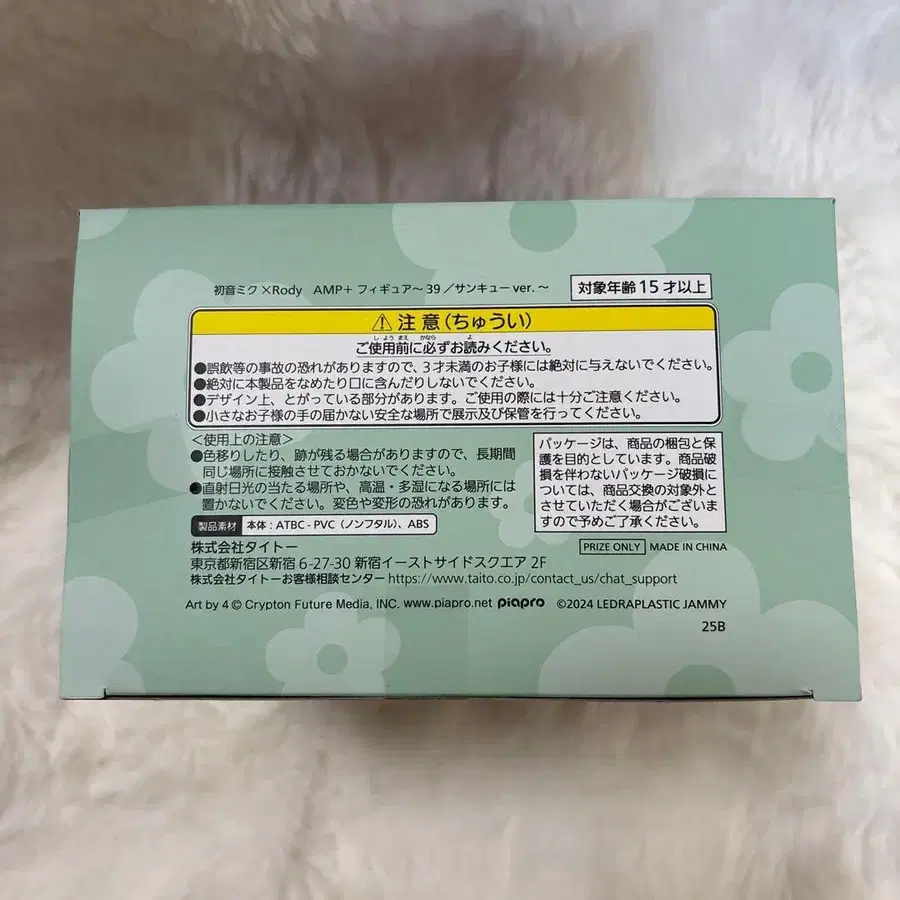 初音ミク×Rody AMP+ フィギュア～39／サンキューver.～
対象年齢15才以上
⚠注意(ちゅうい)
ご使用前に必ずお読みください。
しようまえ かなら よ
●誤飲等の事故の恐れがありますので、3才未満のお子様には絶対に与えないでください。
●絶対に本製品をなめたり口に含んだりしないでください。
●デザイン上、とがっている部分があります。ご使用の際には十分ご注意ください。
●小さなお子様の手の届かない安全な場所で展示及び保管を行ってください。
＜使用上の注意＞
●色移りしたり、跡が残る場合がありますので、長期間
同じ場所に接触させておかないでください。
●直射日光の当たる場所や、高温・多湿になる場所には
置かないでください。変色や変形の恐れがあります。
パッケージは、商品の梱包と保
護を目的としています。商品破
損を伴わないパッケージ破損に
ついては、商品交換の対象外と
させていただく場合がございま
すので予めご了承ください。
製品素材 本体：ATBC-PVC（ノンフタル）、ABS
株式会社タイトー
PRIZE ONLY MADE IN CHINA
東京都新宿区新宿6-27-30 新宿イーストサイドスクエア 2F
株式会社タイトーお客様相談センター https://www.taito.co.jp/contact_us/chat_support
Art by 4 © Crypton Future Media, INC. www.piapro.net piapro ©2024 LEDRAPLASTIC JAMMY
25B